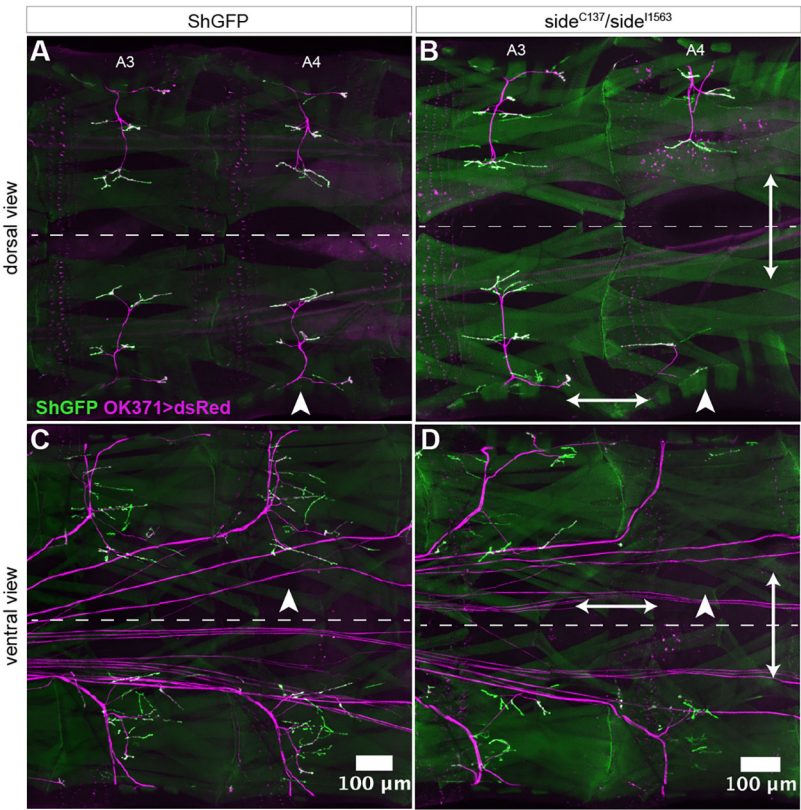 ShGFP
side^C137/side^I1563
A
A3
A4
B
A3
A4
dorsal view
ShGFP OK371>dsRed
C
D
ventral view
100 µm
100 µm